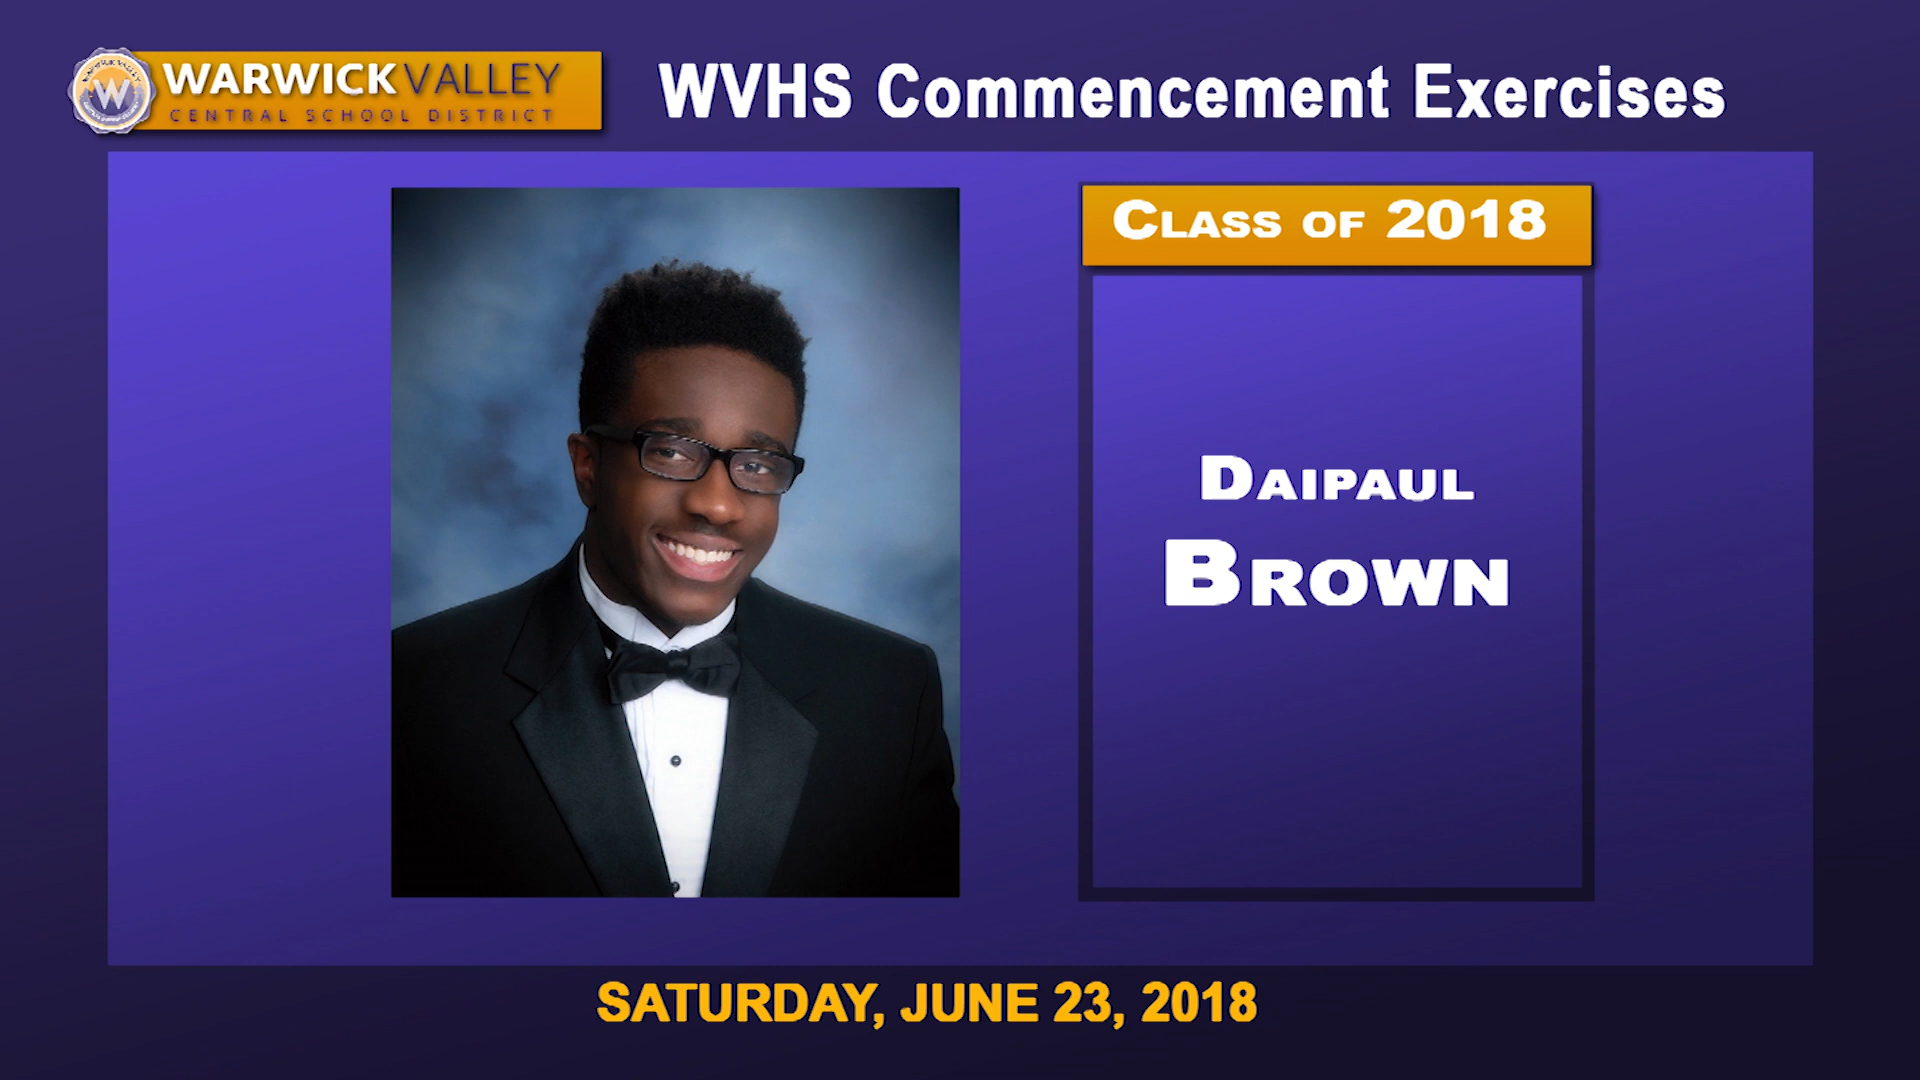 WARWICK VALLEY
CENTRAL SCHOOL DISTRICT
WVHS Commencement Exercises
CLASS OF 2018
DAIPAUL
BROWN
SATURDAY, JUNE 23, 2018